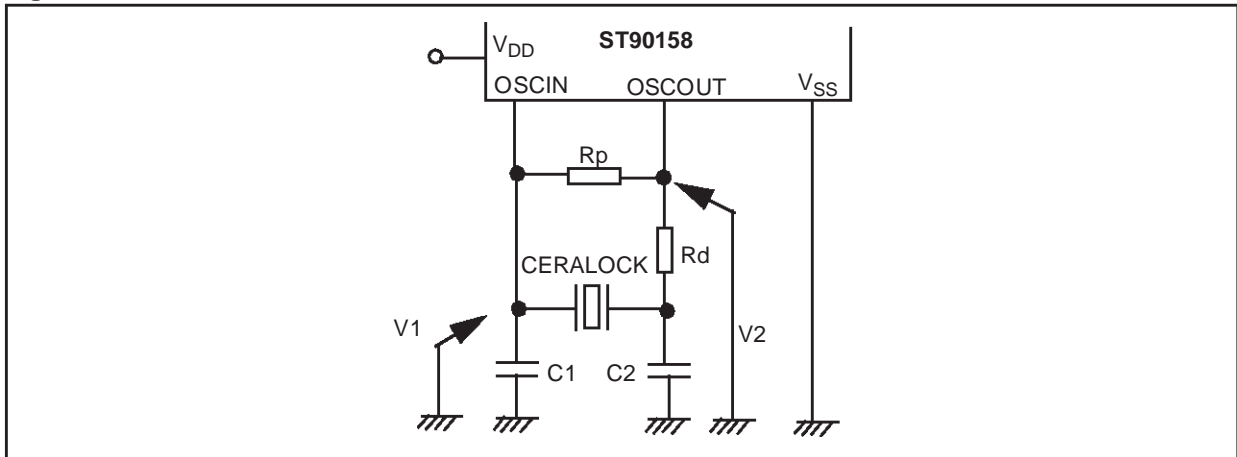 ST90158
VDD
OSCIN
OSCOUT
VSS
Rp
Rd
CERALOCK
V1
V2
C1
C2